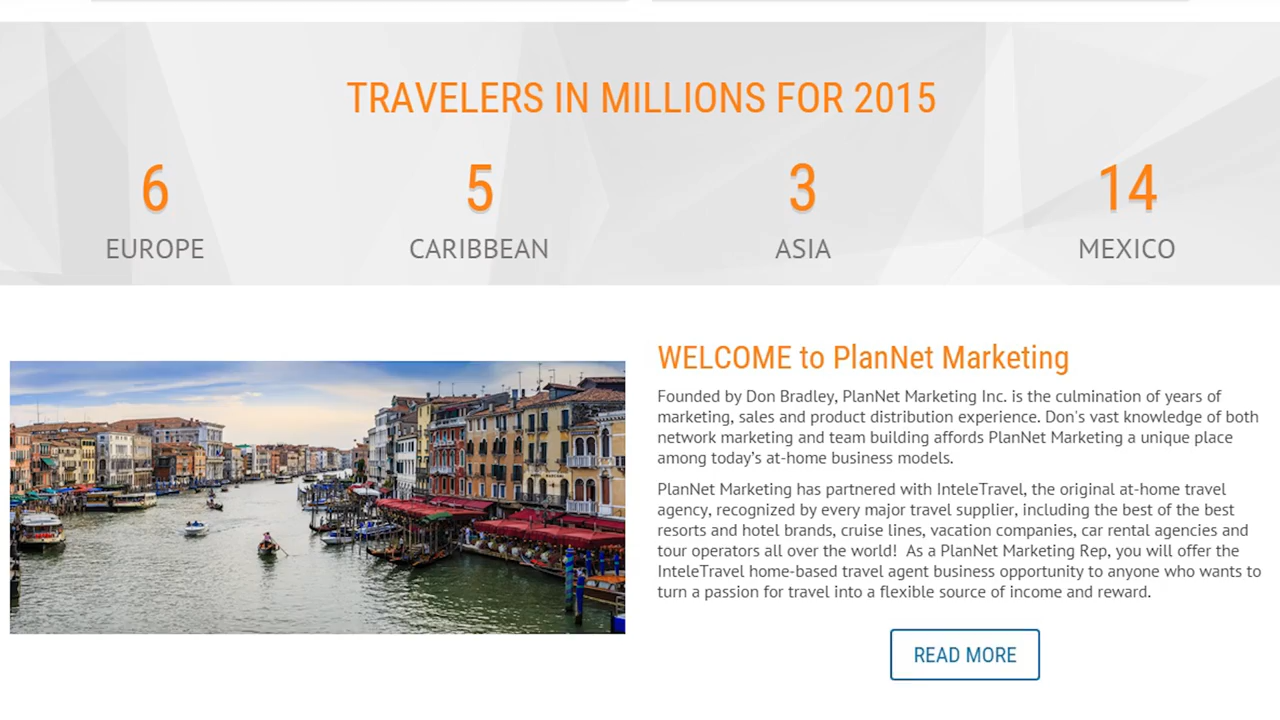 TRAVELERS IN MILLIONS FOR 2015
6
5
3
14
EUROPE
CARIBBEAN
ASIA
MEXICO
WELCOME to PlanNet Marketing
Founded by Don Bradley, PlanNet Marketing Inc. is the culmination of years of
marketing, sales and product distribution experience. Don's vast knowledge of both
network marketing and team building affords PlanNet Marketing a unique place
among today’s at-home business models.
PlanNet Marketing has partnered with InteleTravel, the original at-home travel
agency, recognized by every major travel supplier, including the best of the best
resorts and hotel brands, cruise lines, vacation companies, car rental agencies and
tour operators all over the world!  As a PlanNet Marketing Rep, you will offer the
InteleTravel home-based travel agent business opportunity to anyone who wants to
turn a passion for travel into a flexible source of income and reward.
READ MORE